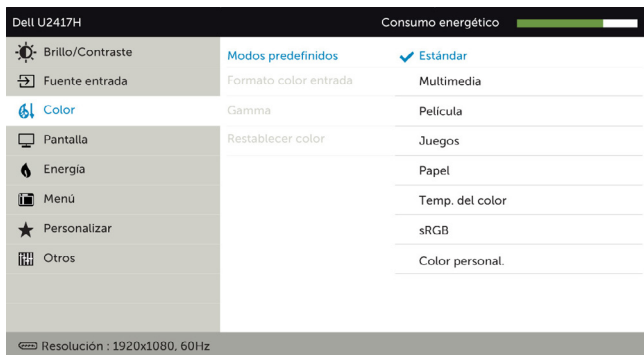 Dell U2417H
Consumo energético
Brillo/Contraste
Fuente entrada
Color
Pantalla
Energía
Menú
Personalizar
Otros
Modos predefinidos
Formato color entrada
Gamma
Restablecer color
Estándar
Multimedia
Película
Juegos
Papel
Temp. del color
sRGB
Color personal.
Resolución : 1920x1080, 60Hz